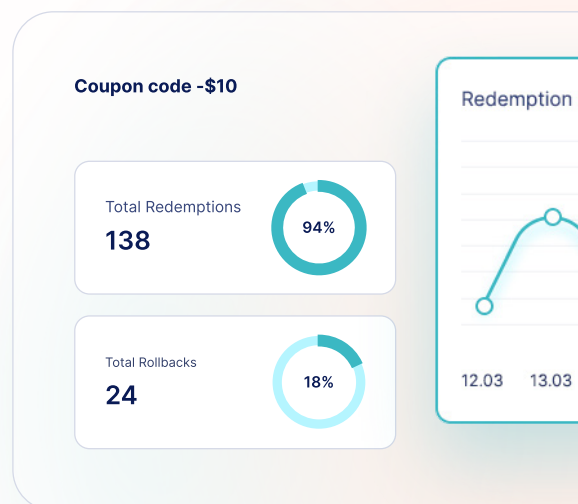 Coupon code -$10
Total Redemptions
138
94%
Total Rollbacks
24
18%
Redemption
12.03 13.03